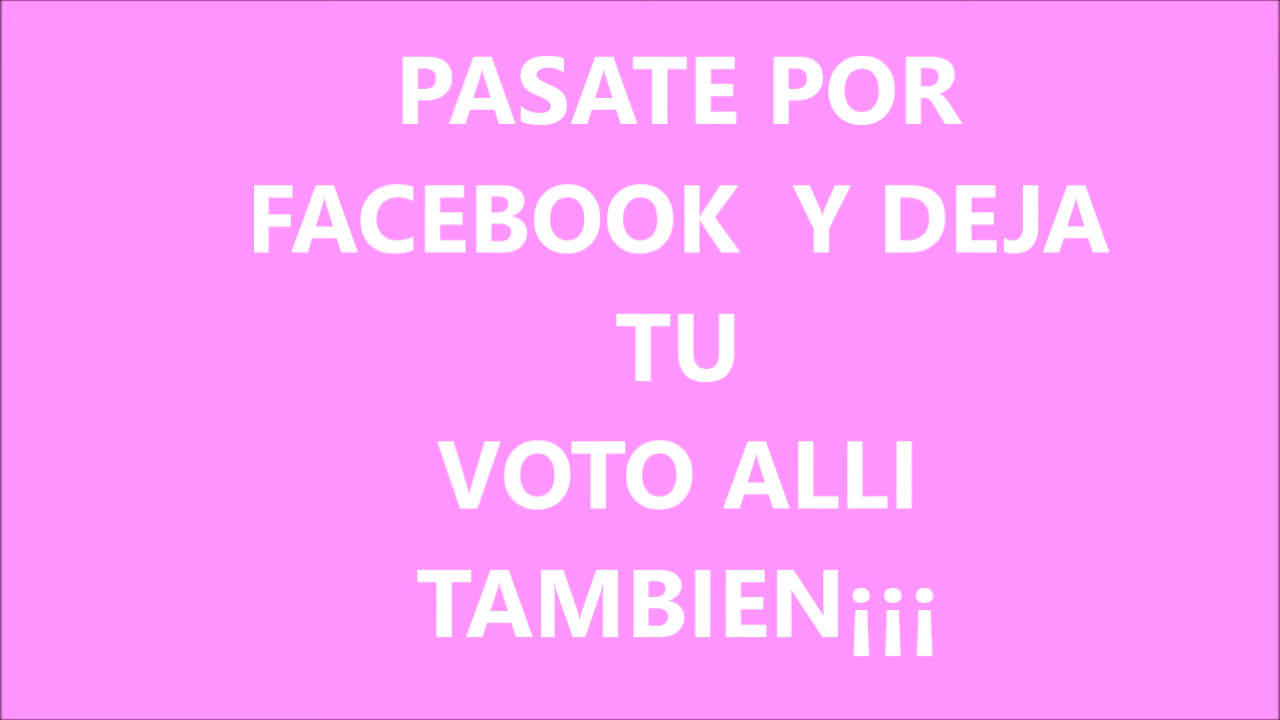 PASATE POR
FACEBOOK  Y DEJA
TU
VOTO ALLI
TAMBIEN¡¡¡